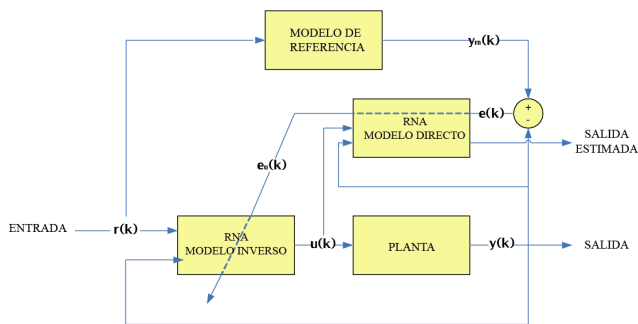 MODELO DE
REFERENCIA
yₘ(k)
+
-
e(k)
RNA
MODELO DIRECTO
SALIDA
ESTIMADA
eᵤ(k)
ENTRADA
r(k)
RNA
MODELO INVERSO
u(k)
PLANTA
y(k)
SALIDA